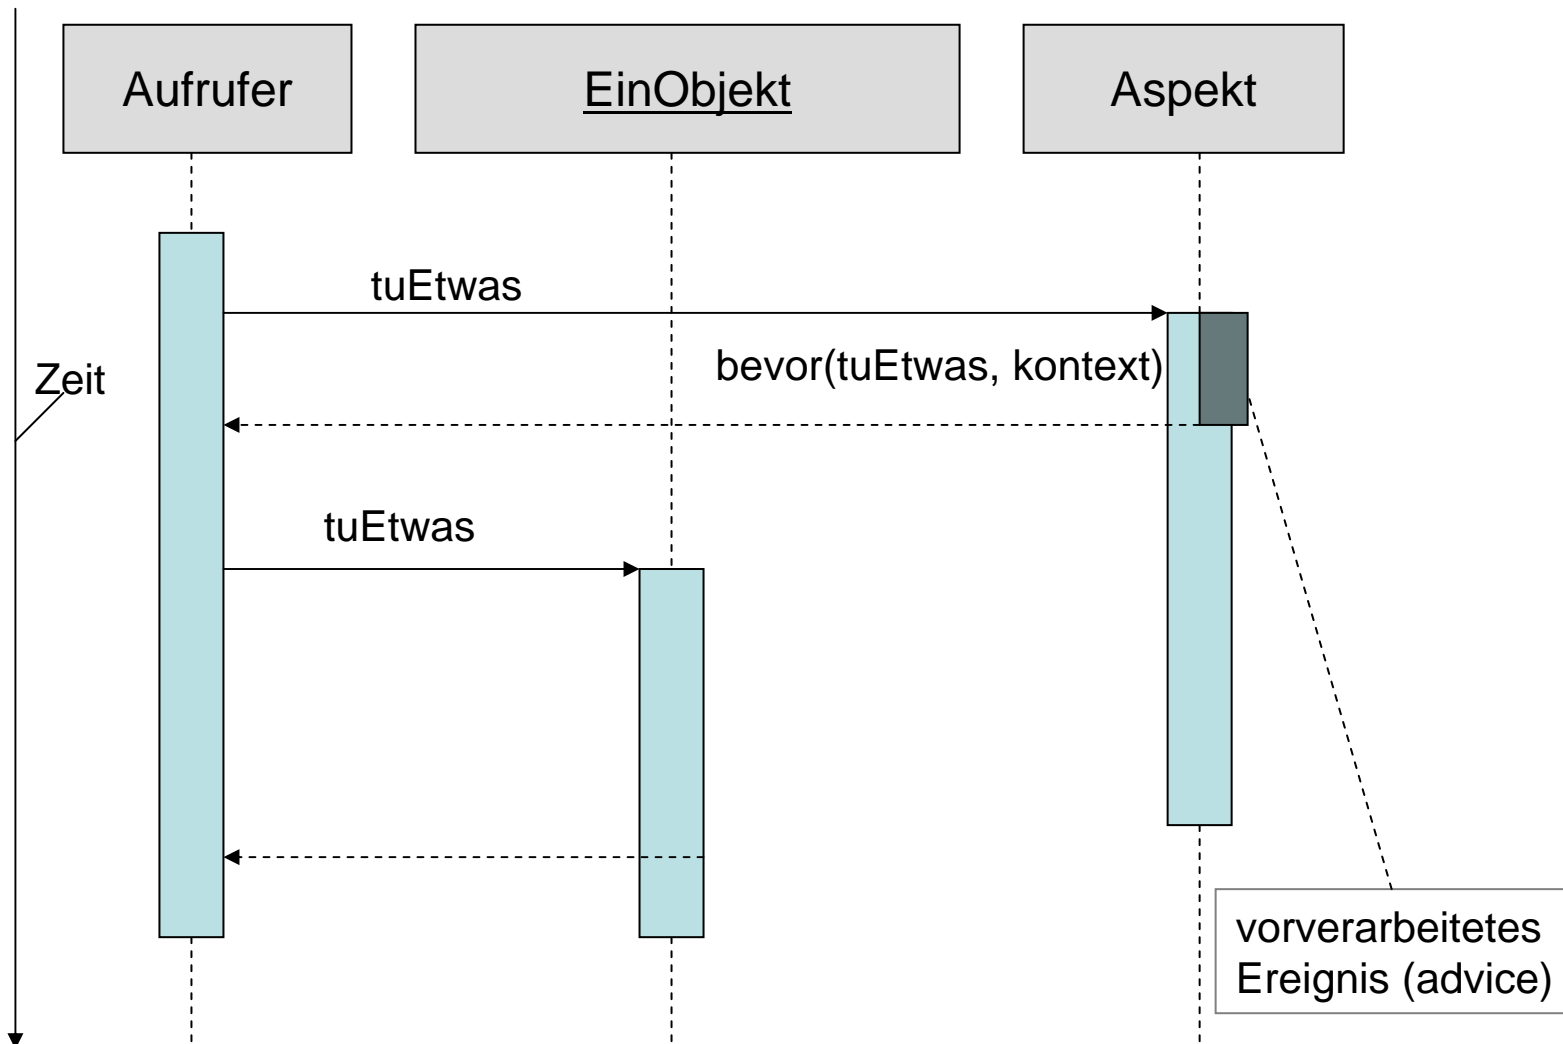 Aufrufer
EinObjekt
Aspekt
tuEtwas
bevor(tuEtwas, kontext)
Zeit
tuEtwas
vorverarbeitetes
Ereignis (advice)